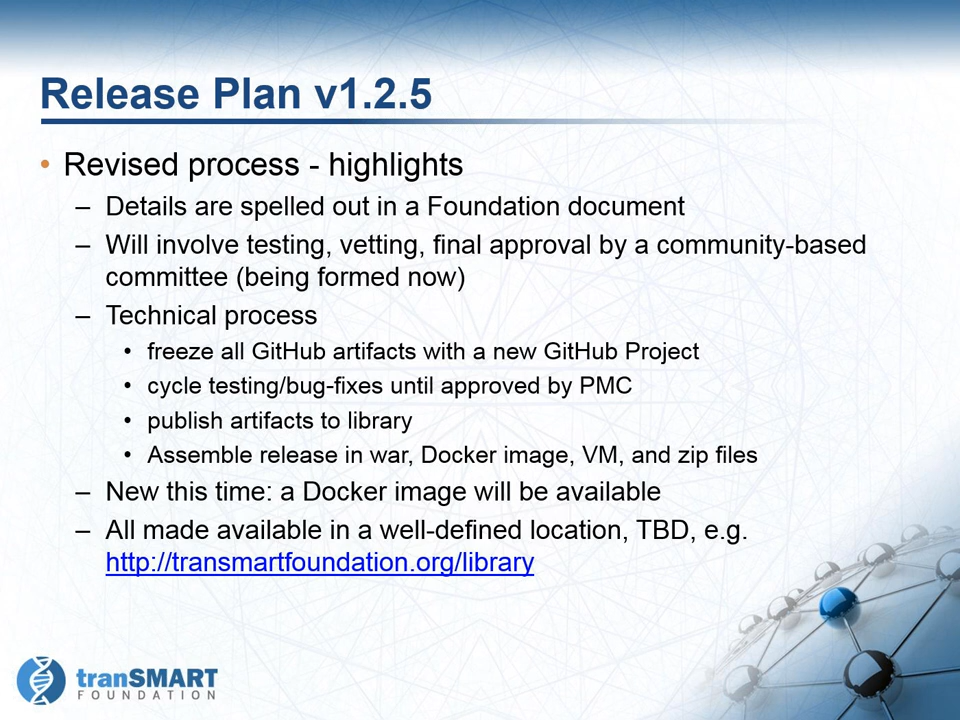 Release Plan v1.2.5
• Revised process - highlights
– Details are spelled out in a Foundation document
– Will involve testing, vetting, final approval by a community-based
committee (being formed now)
– Technical process
• freeze all GitHub artifacts with a new GitHub Project
• cycle testing/bug-fixes until approved by PMC
• publish artifacts to library
• Assemble release in war, Docker image, VM, and zip files
– New this time: a Docker image will be available
– All made available in a well-defined location, TBD, e.g.
http://transmartfoundation.org/library
tranSMART
FOUNDATION